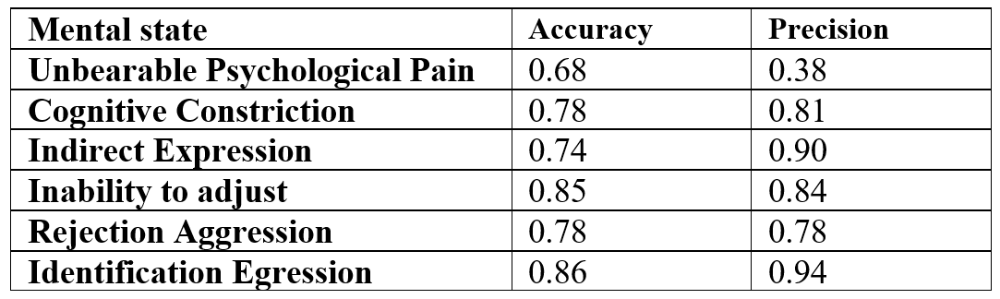 Mental state Accuracy Precision
Unbearable Psychological Pain 0.68 0.38
Cognitive Constriction 0.78 0.81
Indirect Expression 0.74 0.90
Inability to adjust 0.85 0.84
Rejection Aggression 0.78 0.78
Identification Egression 0.86 0.94